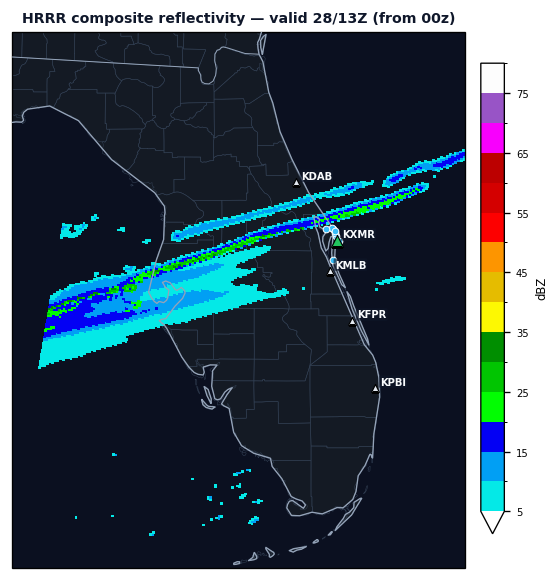 HRRR composite reflectivity — valid 28/13Z (from 00z)
KDAB
KXMR
KMLB
KFPR
KPBI
75
65
55
45
35
25
15
5
dBZ